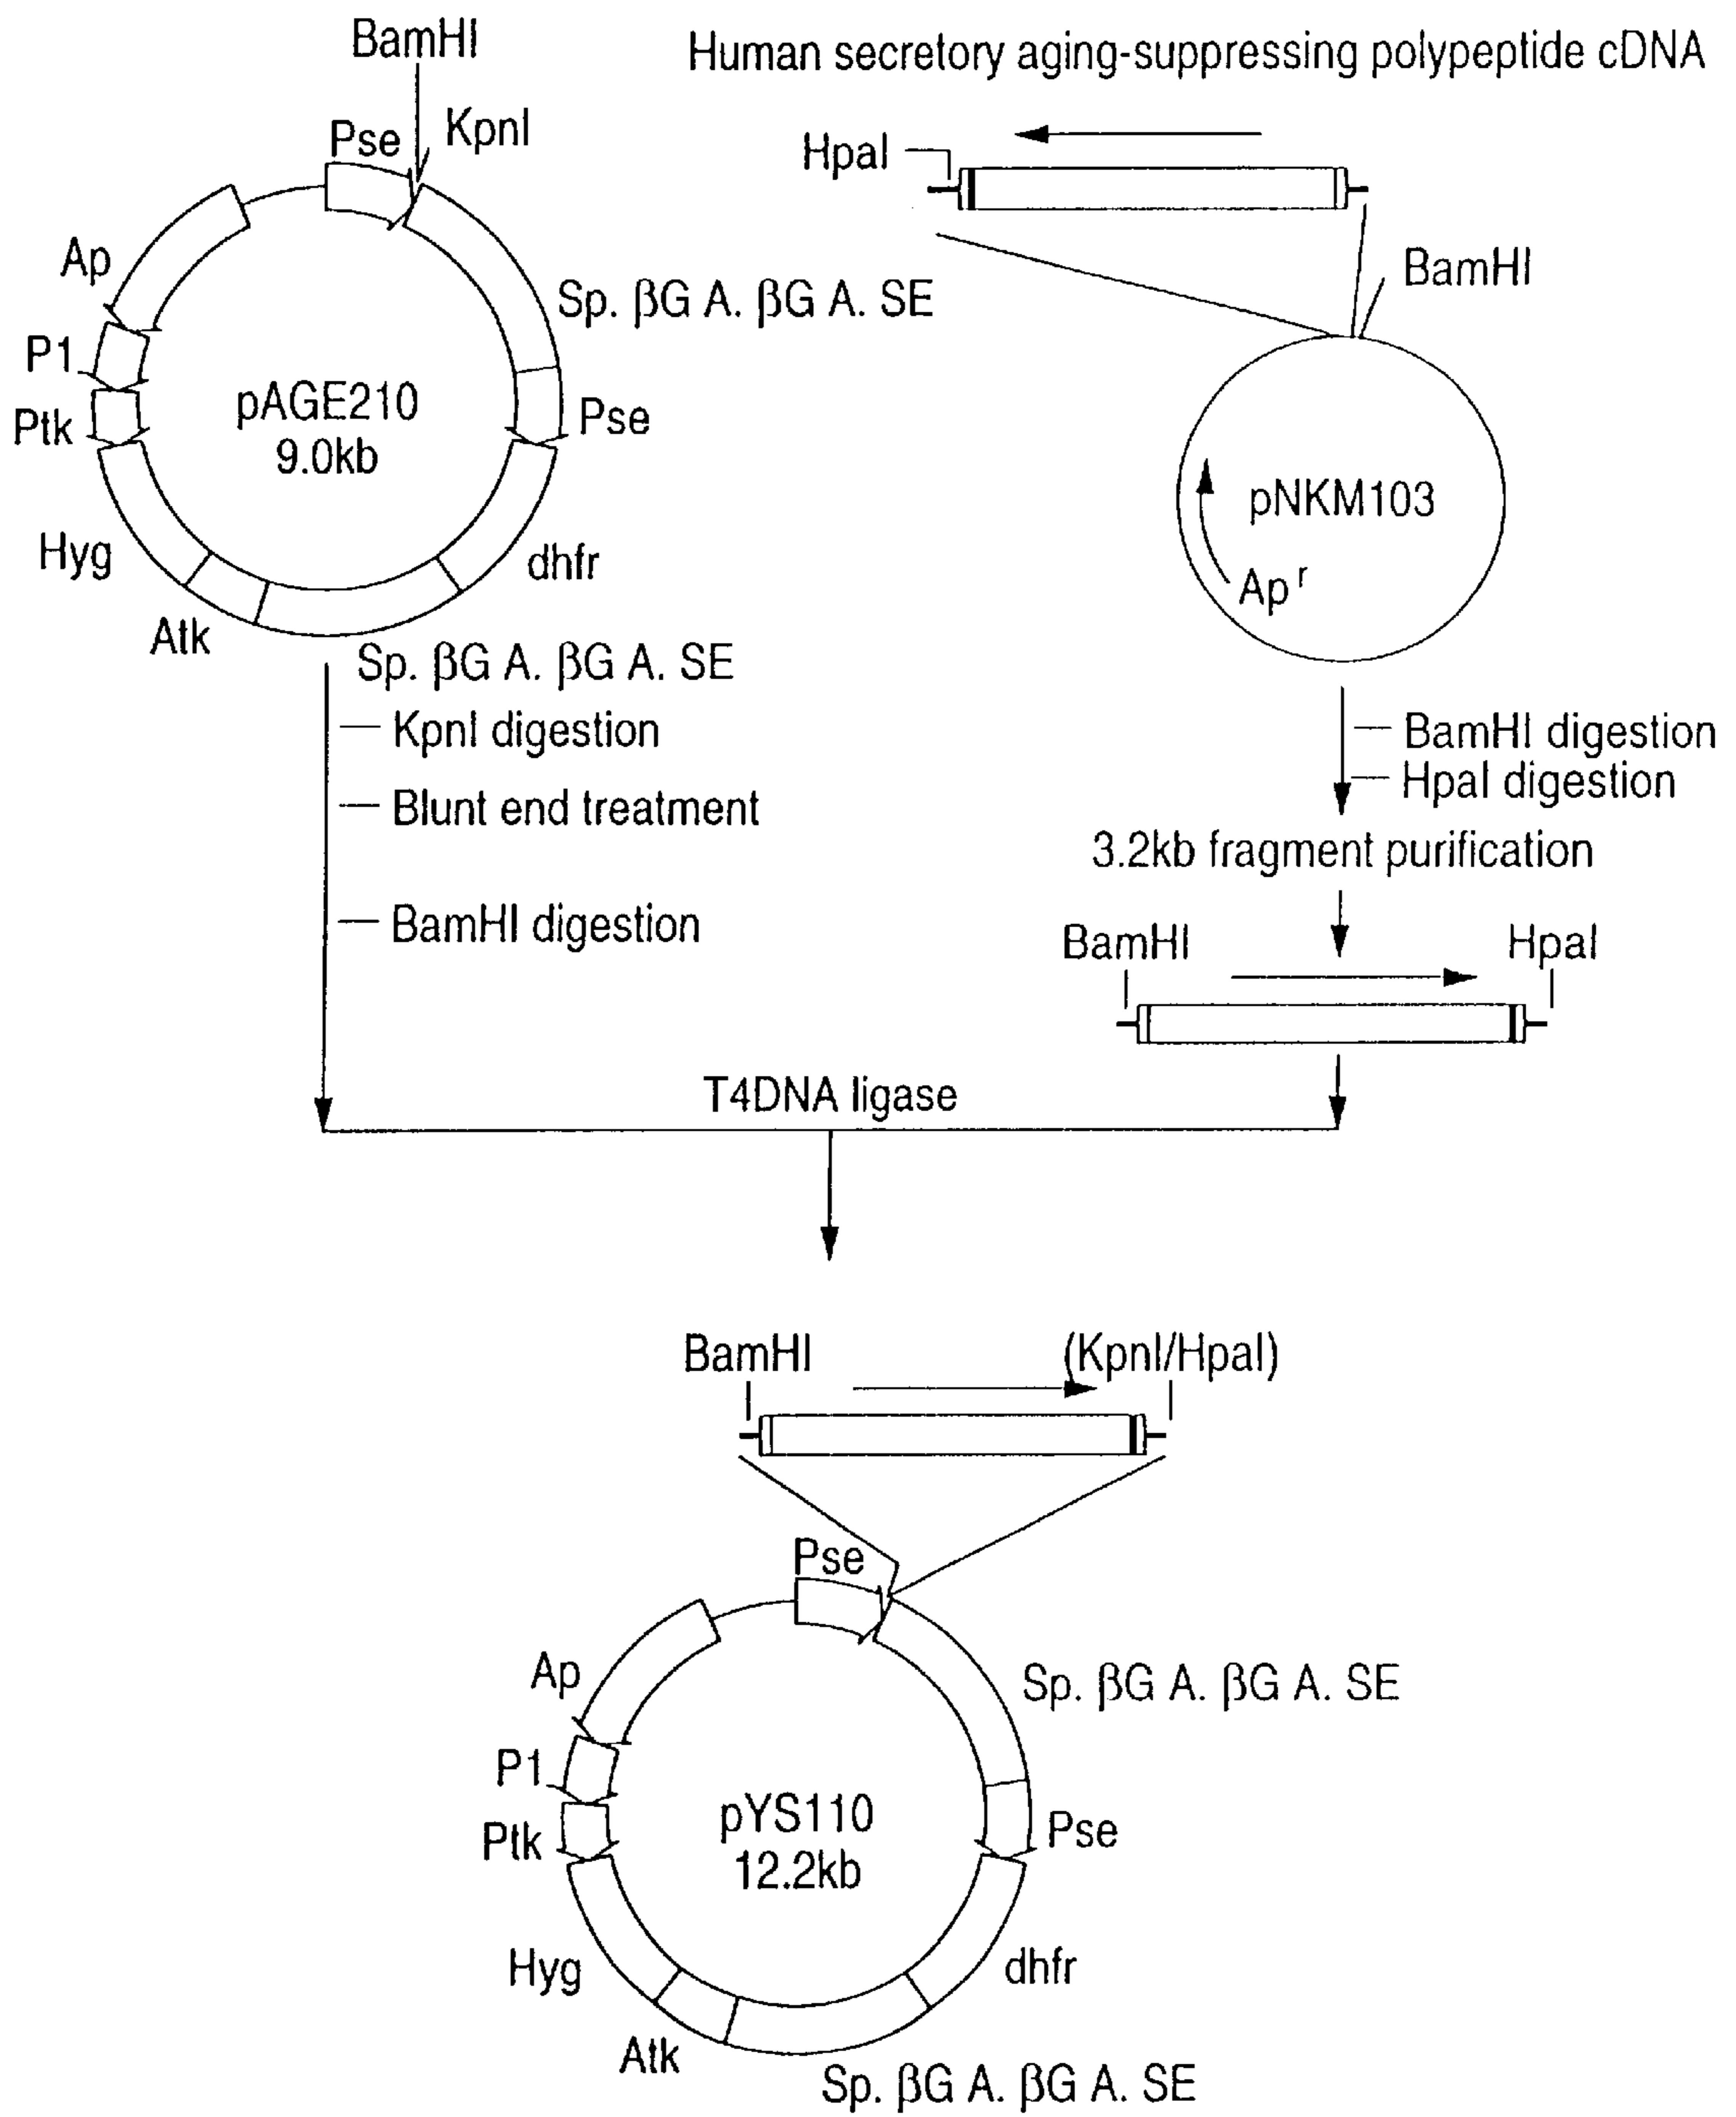 BamHI
Human secretory aging-suppressing polypeptide cDNA
Pse
KpnI
HpaI
Ap
Sp. βG A. βG A. SE
BamHI
P1
pAGE210
9.0kb
Ptk
Pse
pNKM103
Hyg
dhfr
Ap r
Atk
Sp. βG A. βG A. SE
KpnI digestion
Blunt end treatment
BamHI digestion
BamHI digestion
HpaI digestion
3.2kb fragment purification
BamHI
HpaI
T4DNA ligase
BamHI
(KpnI/HpaI)
Pse
Ap
Sp. βG A. βG A. SE
P1
pYS110
12.2kb
Ptk
Pse
Hyg
dhfr
Atk
Sp. βG A. βG A. SE